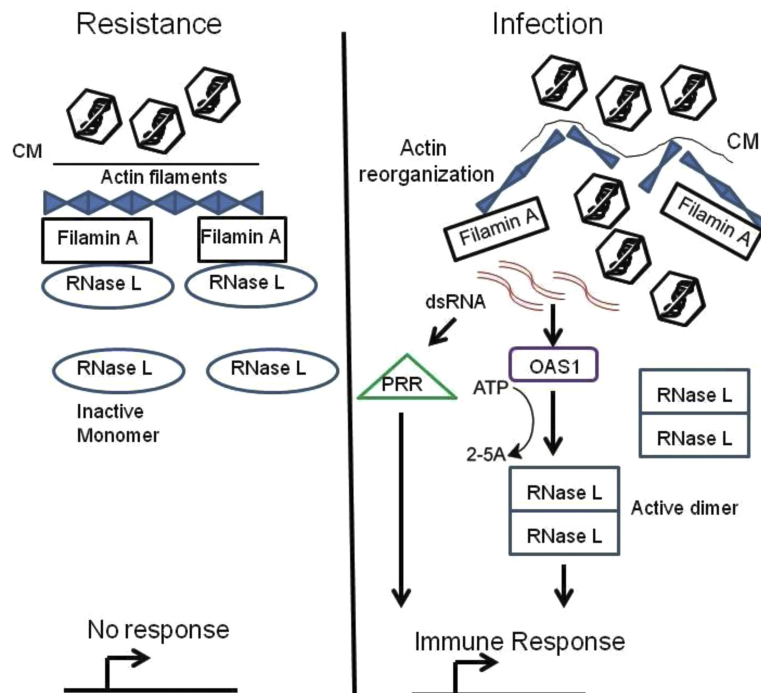 Resistance
CM
Actin filaments
Filamin A
Filamin A
RNase L
RNase L
RNase L
RNase L
Inactive
Monomer
No response
Infection
CM
Actin
reorganization
Filamin A
Filamin A
dsRNA
PRR
OAS1
ATP
2-5A
RNase L
RNase L
RNase L
RNase L
Active dimer
Immune Response